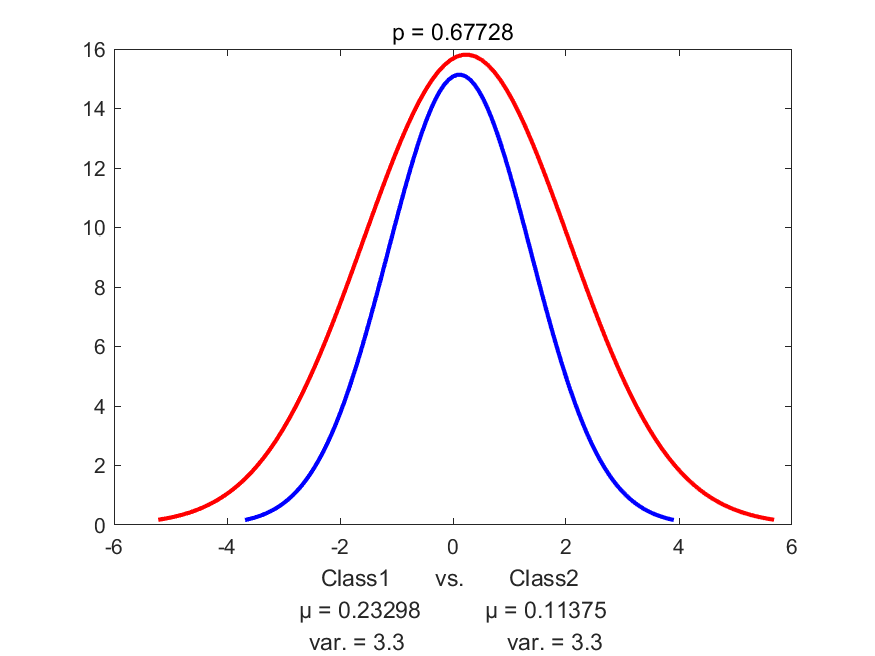 p = 0.67728
16
14
12
10
8
6
4
2
0
-6 -4 -2 0 2 4 6
Class1 vs. Class2
μ = 0.23298 μ = 0.11375
var. = 3.3 var. = 3.3